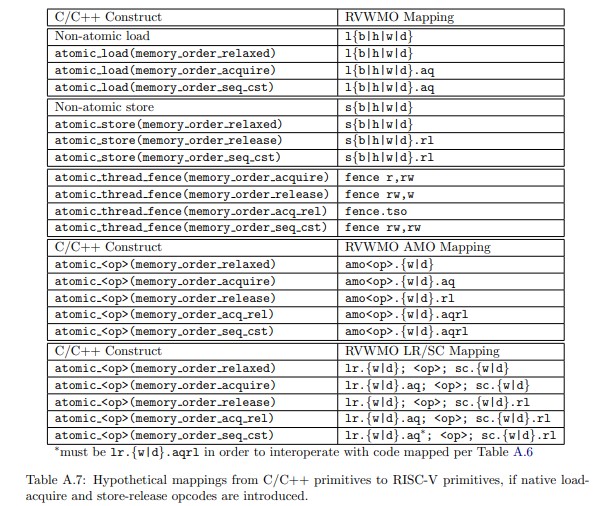 C/C++ Construct RVWMO Mapping
Non-atomic load l{b|h|w|d}
atomic_load(memory_order_relaxed) l{b|h|w|d}
atomic_load(memory_order_acquire) l{b|h|w|d}.aq
atomic_load(memory_order_seq_cst) l{b|h|w|d}.aq
Non-atomic store s{b|h|w|d}
atomic_store(memory_order_relaxed) s{b|h|w|d}
atomic_store(memory_order_release) s{b|h|w|d}.rl
atomic_store(memory_order_seq_cst) s{b|h|w|d}.rl
atomic_thread_fence(memory_order_acquire) fence r,rw
atomic_thread_fence(memory_order_release) fence rw,w
atomic_thread_fence(memory_order_acq_rel) fence.tso
atomic_thread_fence(memory_order_seq_cst) fence rw,rw
C/C++ Construct RVWMO AMO Mapping
atomic_<op>(memory_order_relaxed) amo<op>.{w|d}
atomic_<op>(memory_order_acquire) amo<op>.{w|d}.aq
atomic_<op>(memory_order_release) amo<op>.{w|d}.rl
atomic_<op>(memory_order_acq_rel) amo<op>.{w|d}.aqrl
atomic_<op>(memory_order_seq_cst) amo<op>.{w|d}.aqrl
C/C++ Construct RVWMO LR/SC Mapping
atomic_<op>(memory_order_relaxed) lr.{w|d}; <op>; sc.{w|d}
atomic_<op>(memory_order_acquire) lr.{w|d}.aq; <op>; sc.{w|d}
atomic_<op>(memory_order_release) lr.{w|d}; <op>; sc.{w|d}.rl
atomic_<op>(memory_order_acq_rel) lr.{w|d}.aq; <op>; sc.{w|d}.rl
atomic_<op>(memory_order_seq_cst) lr.{w|d}.aq*; <op>; sc.{w|d}.rl
*must be lr.{w|d}.aqrl in order to interoperate with code mapped per Table A.6
Table A.7: Hypothetical mappings from C/C++ primitives to RISC-V primitives, if native load-
acquire and store-release opcodes are introduced.